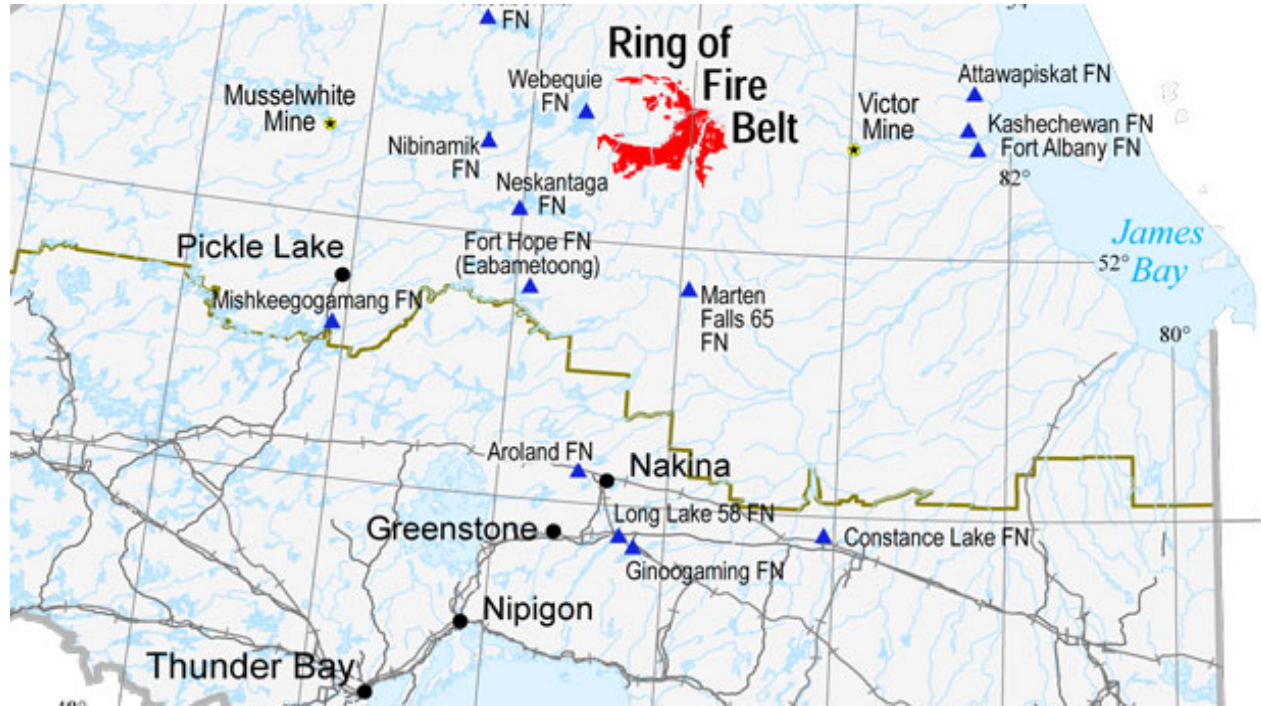 FN
54°
Ring of
Fire
Belt
Webequie
FN
Attawapiskat FN
Musselwhite
Mine
Victor
Mine
Kashechewan FN
Fort Albany FN
Nibinamik
FN
82°
Neskantaga
FN
Pickle Lake
Fort Hope FN
(Eabametoong)
James
Bay
52°
Mishkeegogamang FN
Marten
Falls 65
FN
80°
Aroland FN
Nakina
Long Lake 58 FN
Greenstone
Constance Lake FN
Ginoogaming FN
Nipigon
Thunder Bay